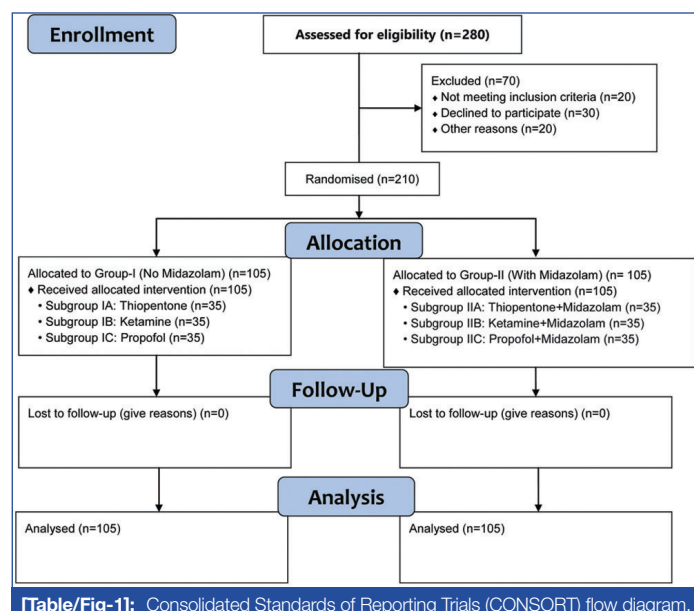 Enrollment
Assessed for eligibility (n=280)
Excluded (n=70)
♦ Not meeting inclusion criteria (n=20)
♦ Declined to participate (n=30)
♦ Other reasons (n=20)
Randomised (n=210)
Allocation
Allocated to Group-I (No Midazolam) (n=105)
♦ Received allocated intervention (n=105)
• Subgroup IA: Thiopentone (n=35)
• Subgroup IB: Ketamine (n=35)
• Subgroup IC: Propofol (n=35)
Allocated to Group-II (With Midazolam) (n= 105)
♦ Received allocated intervention (n=105)
• Subgroup IIA: Thiopentone+Midazolam (n=35)
• Subgroup IIB: Ketamine+Midazolam (n=35)
• Subgroup IIC: Propofol+Midazolam (n=35)
Follow-Up
Lost to follow-up (give reasons) (n=0)
Lost to follow-up (give reasons) (n=0)
Analysis
Analysed (n=105)
Analysed (n=105)
[Table/Fig-1]: Consolidated Standards of Reporting Trials (CONSORT) flow diagram.